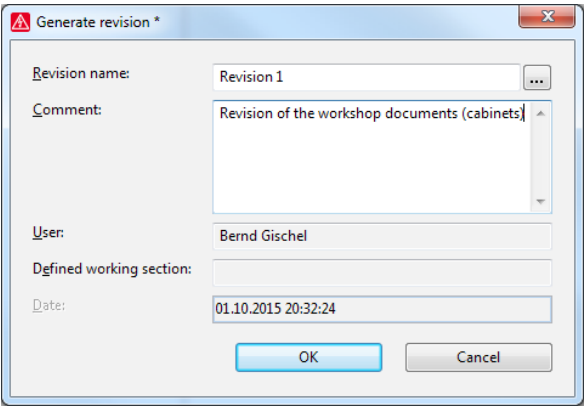 Generate revision *
Revision name: Revision 1 ...
Comment: Revision of the workshop documents (cabinets)
User: Bernd Gischel
Defined working section:
Date: 01.10.2015 20:32:24
OK Cancel